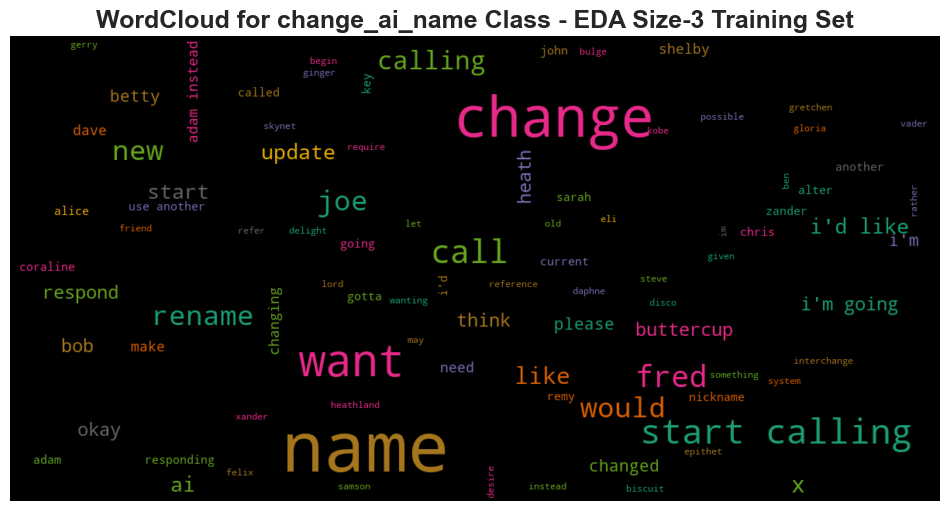 WordCloud for change_ai_name Class - EDA Size-3 Training Set
gerry
adam instead
begin
ginger
key
calling
john
bulge
shelby
betty
called
change
kobe
possible
gretchen
gloria
vader
dave
skynet
new
update
require
heath
another
start
use another
joe
sarah
ben
alter
rather
alice
friend
refer
delight
let
old
eli
zander
im
chris
i'd like
i'm
going
call
current
given
coraline
respond
lord
gotta
wanting
i'd
reference
daphne
steve
disco
i'm going
rename
changing
think
please
buttercup
bob
make
want
may
need
like
fred
something
interchange
system
xander
heathland
remy
would
nickname
okay
name
start calling
epithet
adam
responding
felix
changed
ai
samson
desire
instead
biscuit
x